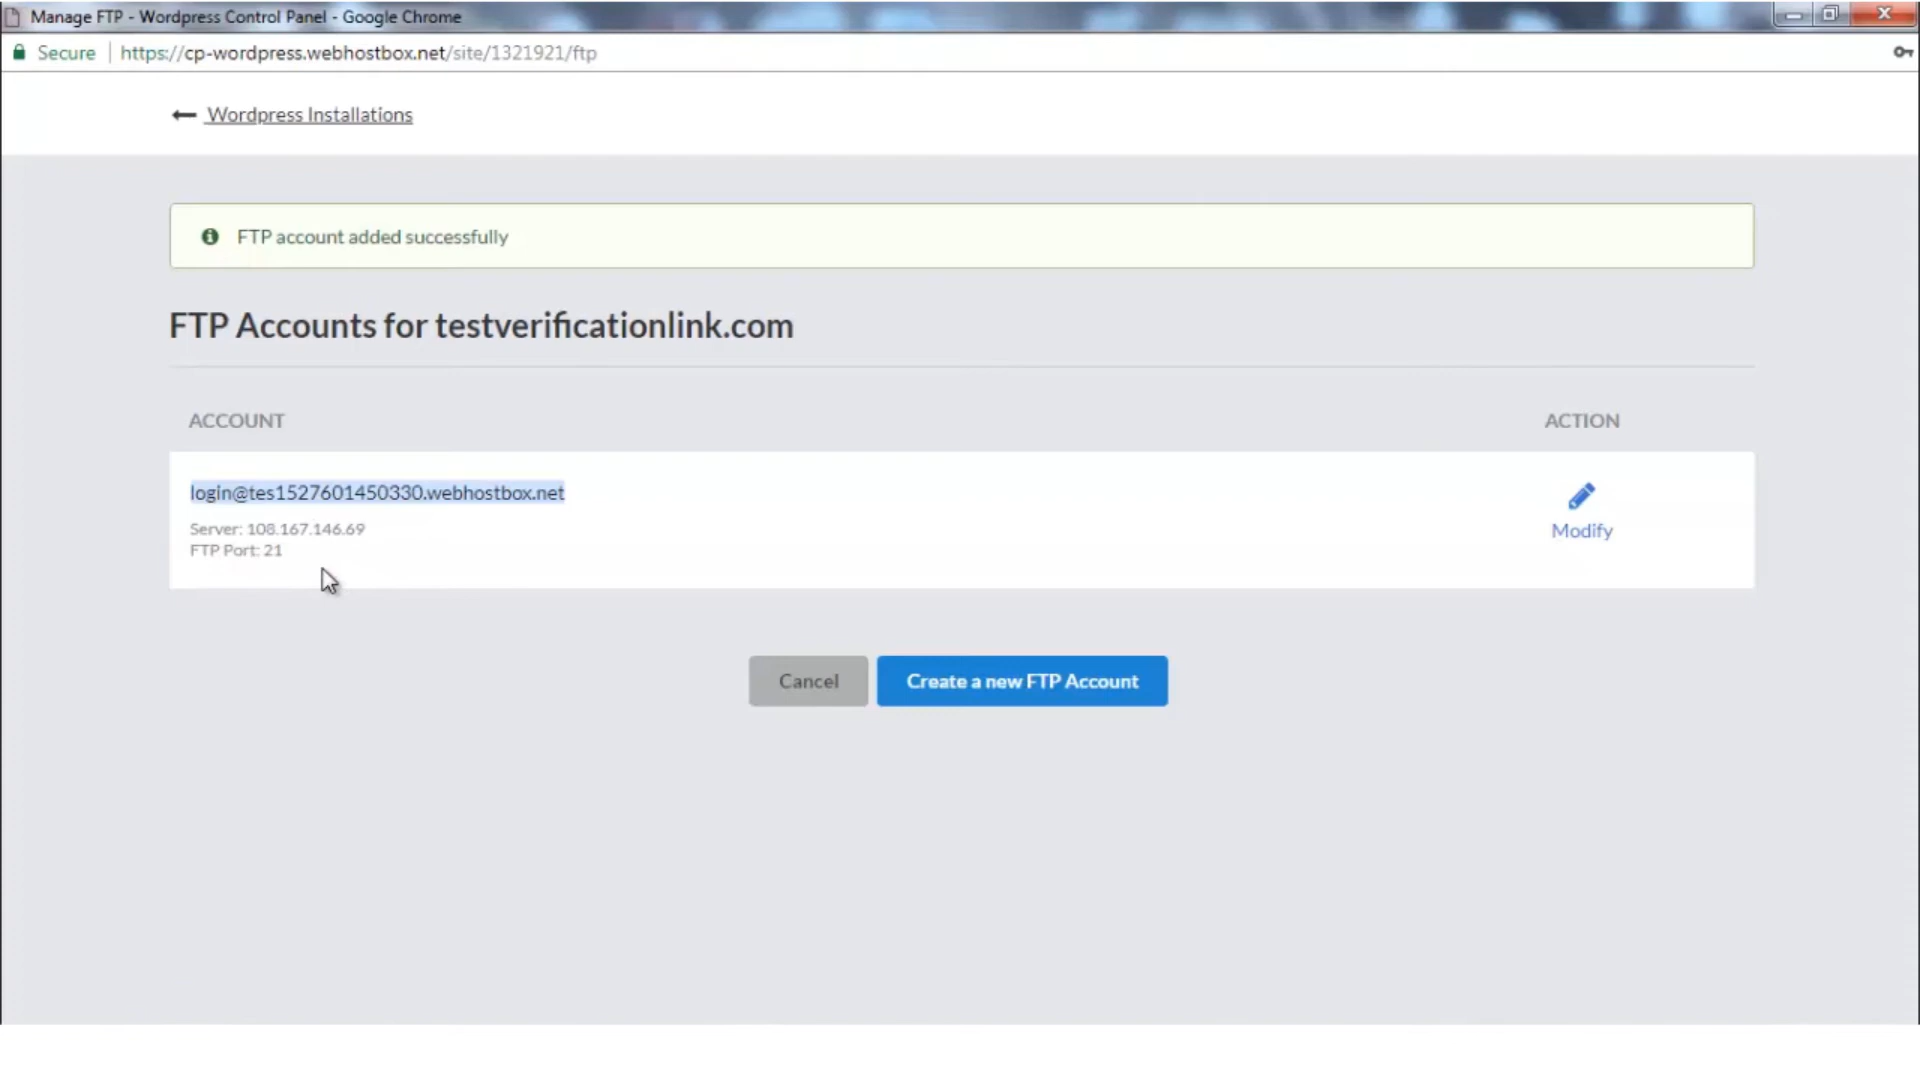 Manage FTP - Wordpress Control Panel - Google Chrome
Secure | https://cp-wordpress.webhostbox.net/site/1321921/ftp
Wordpress Installations
FTP account added successfully
FTP Accounts for testverificationlink.com
ACCOUNT ACTION
login@tes1527601450330.webhostbox.net
Server: 108.167.146.69
FTP Port: 21
Modify
Cancel Create a new FTP Account